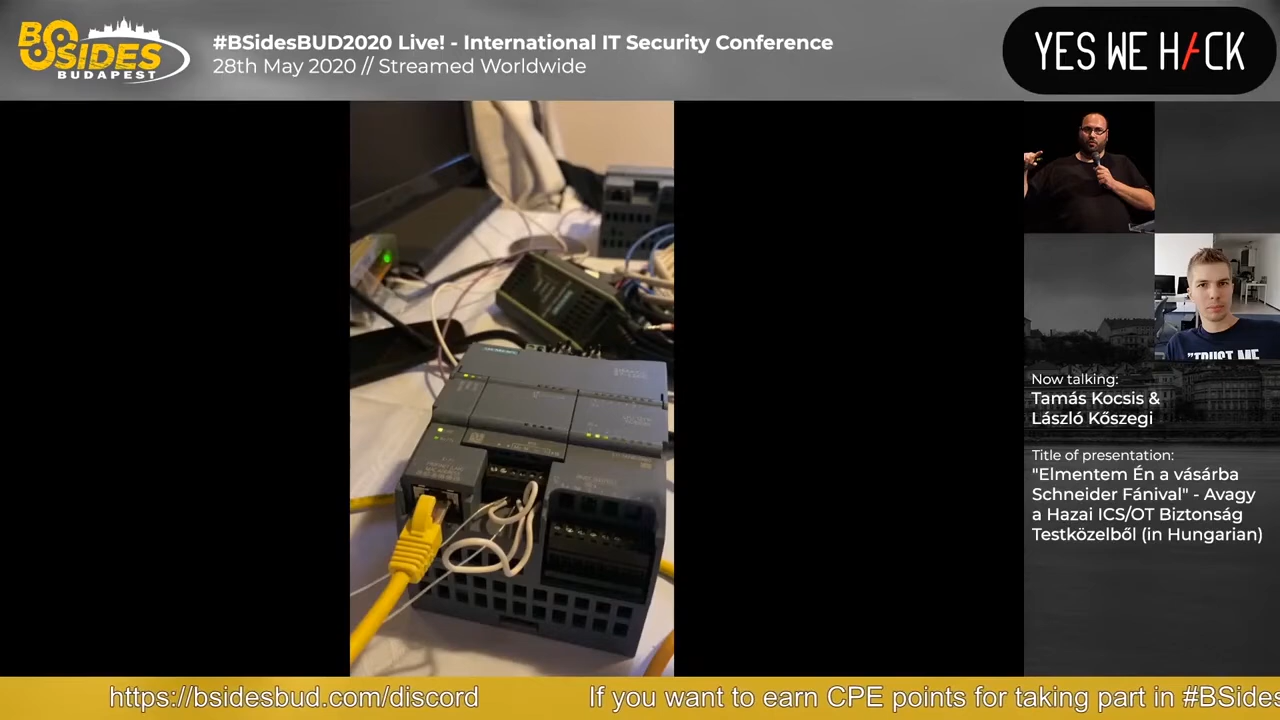 BSIDES
BUDAPEST
#BSidesBUD2020 Live! - International IT Security Conference
28th May 2020 // Streamed Worldwide
YES WE H/CK
"TRUST ME
Now talking:
Tamás Kocsis &
László Kőszegi
Title of presentation:
"Elmentem Én a vásárba
Schneider Fánival" - Avagy
a Hazai ICS/OT Biztonság
Testközelből (in Hungarian)
https://bsidesbud.com/discord
If you want to earn CPE points for taking part in #BSides